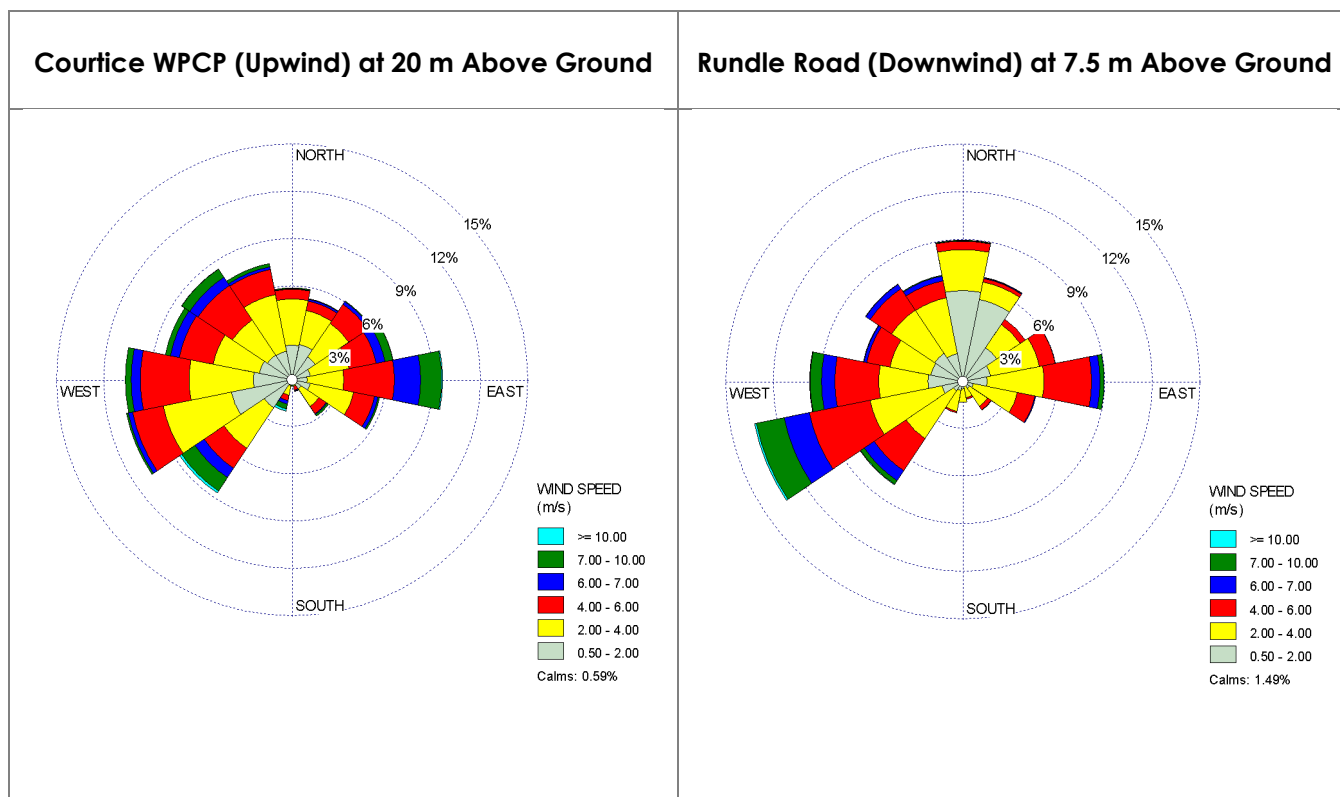 Courtice WPCP (Upwind) at 20 m Above Ground
Rundle Road (Downwind) at 7.5 m Above Ground
NORTH
15%
12%
9%
6%
3%
WEST
EAST
SOUTH
WIND SPEED
(m/s)
>= 10.00
7.00 - 10.00
6.00 - 7.00
4.00 - 6.00
2.00 - 4.00
0.50 - 2.00
Calms: 0.59%
NORTH
15%
12%
9%
6%
3%
WEST
EAST
SOUTH
WIND SPEED
(m/s)
>= 10.00
7.00 - 10.00
6.00 - 7.00
4.00 - 6.00
2.00 - 4.00
0.50 - 2.00
Calms: 1.49%